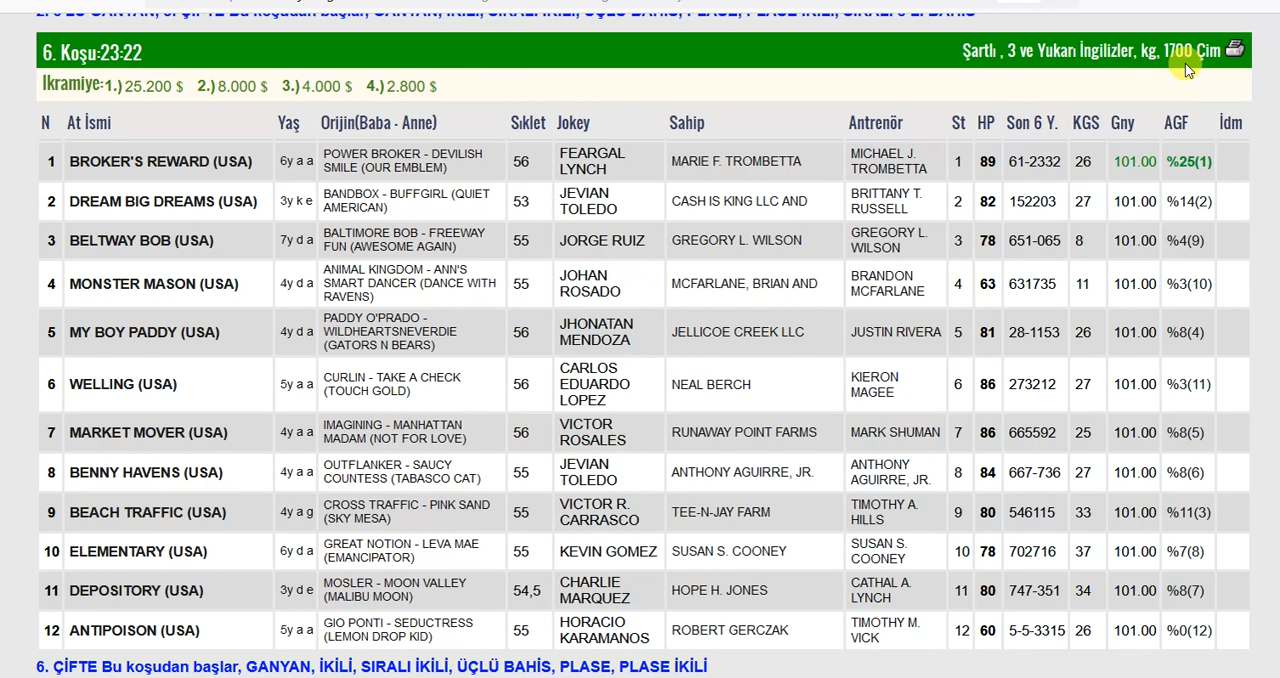 6. Koşu:23:22 Şartlı , 3 ve Yukarı İngilizler, kg, 1700 Çim
İkramiye:1.) 25.200 $ 2.) 8.000 $ 3.) 4.000 $ 4.) 2.800 $
N At İsmi Yaş Orijin(Baba - Anne) Sıklet Jokey Sahip Antrenör St HP Son 6 Y. KGS Gny AGF İdm
1 BROKER'S REWARD (USA) 6y a a POWER BROKER - DEVILISH SMILE (OUR EMBLEM) 56 FEARGAL LYNCH MARIE F. TROMBETTA MICHAEL J. TROMBETTA 1 89 61-2332 26 101.00 %25(1)
2 DREAM BIG DREAMS (USA) 3y k e BANDBOX - BUFFGIRL (QUIET AMERICAN) 53 JEVIAN TOLEDO CASH IS KING LLC AND BRITTANY T. RUSSELL 2 82 152203 27 101.00 %14(2)
3 BELTWAY BOB (USA) 7y d a BALTIMORE BOB - FREEWAY FUN (AWESOME AGAIN) 55 JORGE RUIZ GREGORY L. WILSON GREGORY L. WILSON 3 78 651-065 8 101.00 %4(9)
4 MONSTER MASON (USA) 4y d a ANIMAL KINGDOM - ANN'S SMART DANCER (DANCE WITH RAVENS) 55 JOHAN ROSADO MCFARLANE, BRIAN AND BRANDON MCFARLANE 4 63 631735 11 101.00 %3(10)
5 MY BOY PADDY (USA) 4y d a PADDY O'PRADO - WILDHEARTSNEVERDIE (GATORS N BEARS) 56 JHONATAN MENDOZA JELLICOE CREEK LLC JUSTIN RIVERA 5 81 28-1153 26 101.00 %8(4)
6 WELLING (USA) 5y a a CURLIN - TAKE A CHECK (TOUCH GOLD) 56 CARLOS EDUARDO LOPEZ NEAL BERCH KIERON MAGEE 6 86 273212 27 101.00 %3(11)
7 MARKET MOVER (USA) 4y a a IMAGINING - MANHATTAN MADAM (NOT FOR LOVE) 56 VICTOR ROSALES RUNAWAY POINT FARMS MARK SHUMAN 7 86 665592 25 101.00 %8(5)
8 BENNY HAVENS (USA) 4y a a OUTFLANKER - SAUCY COUNTESS (TABASCO CAT) 55 JEVIAN TOLEDO ANTHONY AGUIRRE, JR. ANTHONY AGUIRRE, JR. 8 84 667-736 27 101.00 %8(6)
9 BEACH TRAFFIC (USA) 4y a g CROSS TRAFFIC - PINK SAND (SKY MESA) 55 VICTOR R. CARRASCO TEE-N-JAY FARM TIMOTHY A. HILLS 9 80 546115 33 101.00 %11(3)
10 ELEMENTARY (USA) 6y d a GREAT NOTION - LEVA MAE (EMANCIPATOR) 55 KEVIN GOMEZ SUSAN S. COONEY SUSAN S. COONEY 10 78 702716 37 101.00 %7(8)
11 DEPOSITORY (USA) 3y d e MOSLER - MOON VALLEY (MALIBU MOON) 54,5 CHARLIE MARQUEZ HOPE H. JONES CATHAL A. LYNCH 11 80 747-351 34 101.00 %8(7)
12 ANTIPOISON (USA) 5y a a GIO PONTI - SEDUCTRESS (LEMON DROP KID) 55 HORACIO KARAMANOS ROBERT GERCZAK TIMOTHY M. VICK 12 60 5-5-3315 26 101.00 %0(12)
6. ÇİFTE Bu koşudan başlar, GANYAN, İKİLİ, SIRALI İKİLİ, ÜÇLÜ BAHİS, PLASE, PLASE İKİLİ